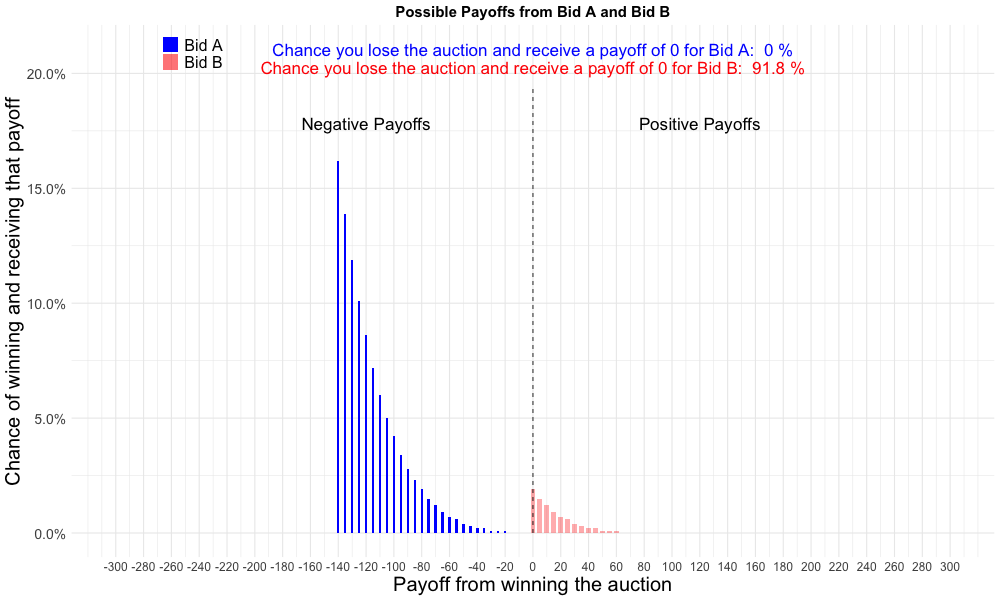 Possible Payoffs from Bid A and Bid B
Bid A
Bid B
Chance you lose the auction and receive a payoff of 0 for Bid A:  0 %
Chance you lose the auction and receive a payoff of 0 for Bid B:  91.8 %
Negative Payoffs
Positive Payoffs
Chance of winning and receiving that payoff
20.0%
15.0%
10.0%
5.0%
0.0%
-300 -280 -260 -240 -220 -200 -180 -160 -140 -120 -100 -80 -60 -40 -20 0 20 40 60 80 100 120 140 160 180 200 220 240 260 280 300
Payoff from winning the auction